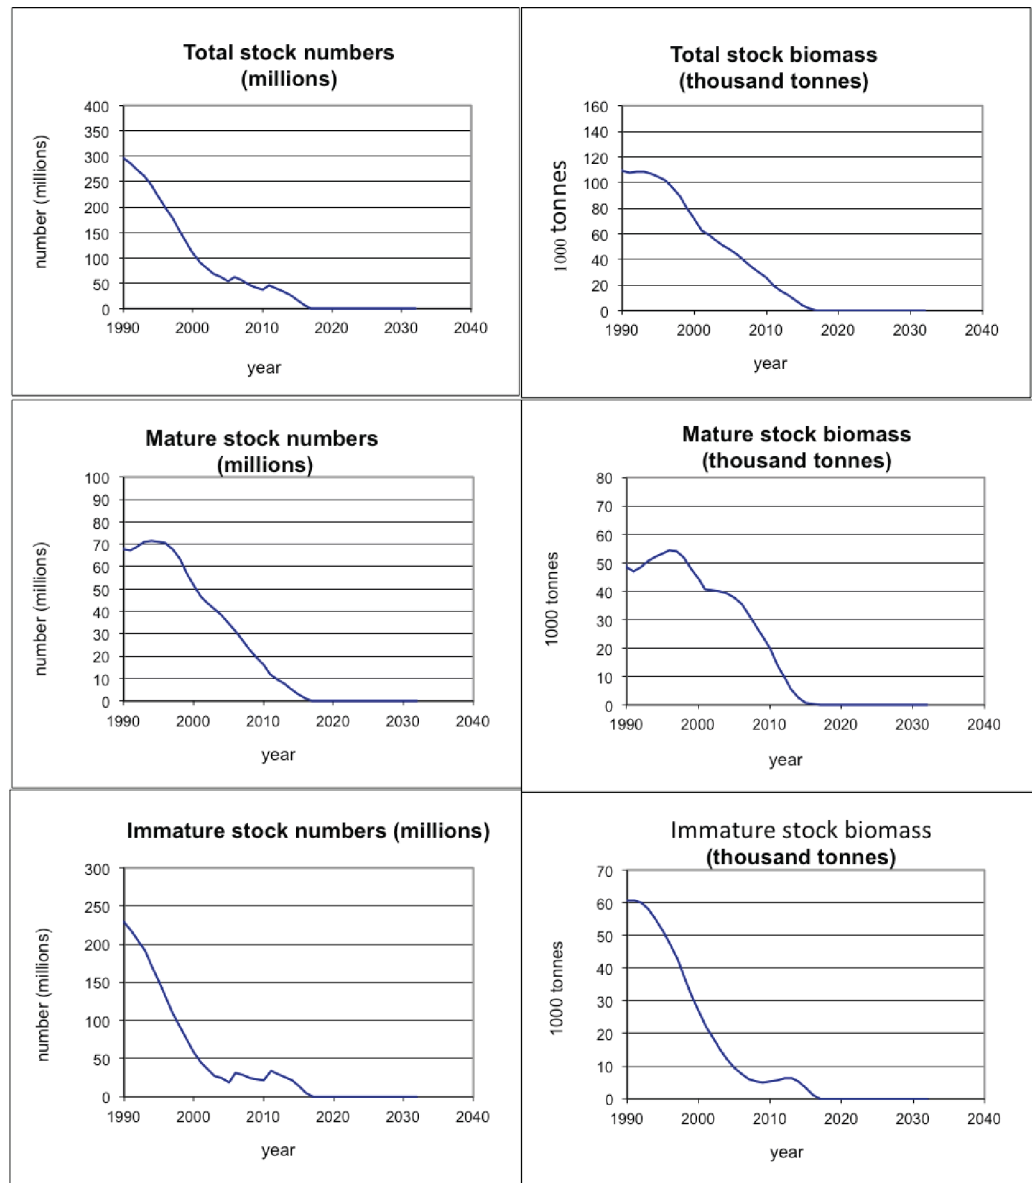 Total stock numbers
(millions)
400
350
300
250
200
150
100
50
0
number (millions)
1990 2000 2010 2020 2030 2040
year
Total stock biomass
(thousand tonnes)
160
140
120
100
80
60
40
20
0
1000 tonnes
1990 2000 2010 2020 2030 2040
year
Mature stock numbers
(millions)
100
90
80
70
60
50
40
30
20
10
0
number (millions)
1990 2000 2010 2020 2030 2040
year
Mature stock biomass
(thousand tonnes)
80
70
60
50
40
30
20
10
0
1000 tonnes
1990 2000 2010 2020 2030 2040
year
Immature stock numbers (millions)
300
250
200
150
100
50
0
number (millions)
1990 2000 2010 2020 2030 2040
year
Immature stock biomass
(thousand tonnes)
70
60
50
40
30
20
10
0
1000 tonnes
1990 2000 2010 2020 2030 2040
year